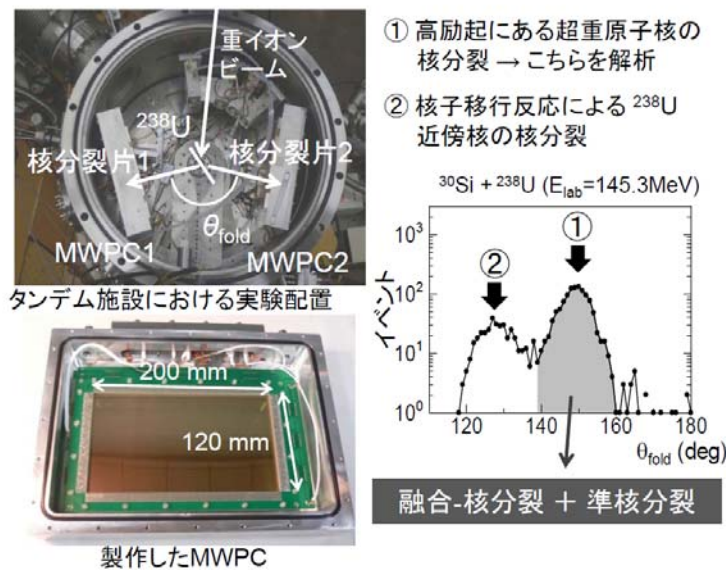 重イオン
ビーム
²³⁸U
核分裂片1
核分裂片2
θfold
MWPC1
MWPC2
タンデム施設における実験配置
200 mm
120 mm
製作したMWPC
① 高励起にある超重原子核の
核分裂 → こちらを解析
② 核子移行反応による ²³⁸U
近傍核の核分裂
³⁰Si + ²³⁸U (Elab=145.3MeV)
イベント
10³
10²
10¹
10⁰
①
②
120 140 160 180
θfold (deg)
融合-核分裂 + 準核分裂